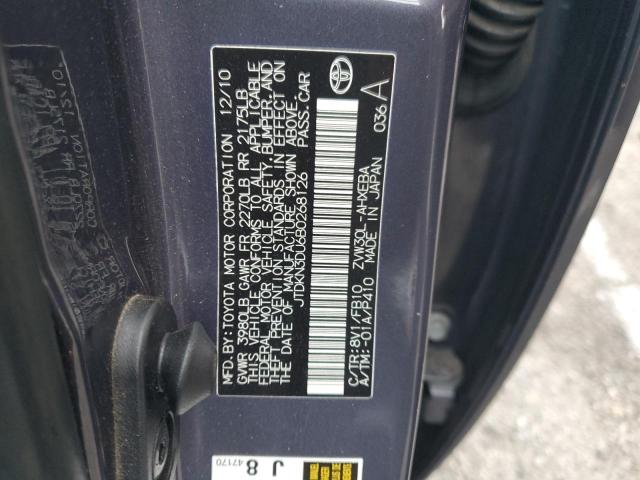 MFD.BY:TOYOTA MOTOR CORPORATION 12/10
GVWR 3980LB GAWR FR 2270LB RR 2175LB
THIS VEHICLE CONFORMS TO ALL APPLICABLE
FEDERAL MOTOR VEHICLE SAFETY, BUMPER, AND
THEFT PREVENTION STANDARDS IN EFFECT ON
THE DATE OF MANUFACTURE SHOWN ABOVE.
JTDKN3DU6B0268126 PASS.CAR
C/TR:8V1/FB10 ZVW30L-AHXEBA
A/TM:-01A/P410 MADE IN JAPAN
036 A
J 8
47170